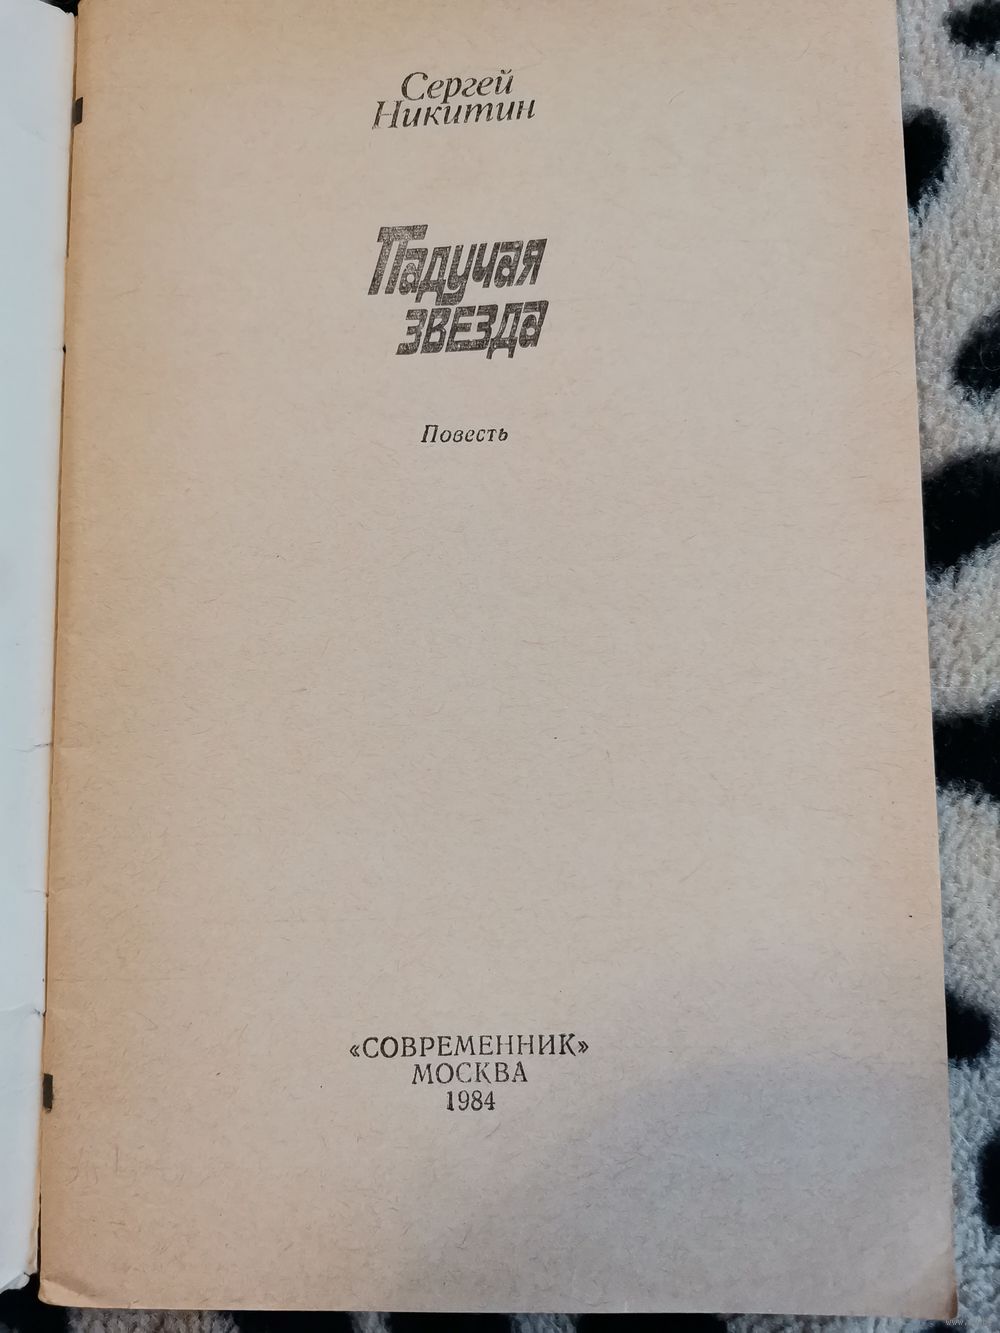 Сергей
Никитин
Падучая
звезда
Повесть
«СОВРЕМЕННИК»
МОСКВА
1984